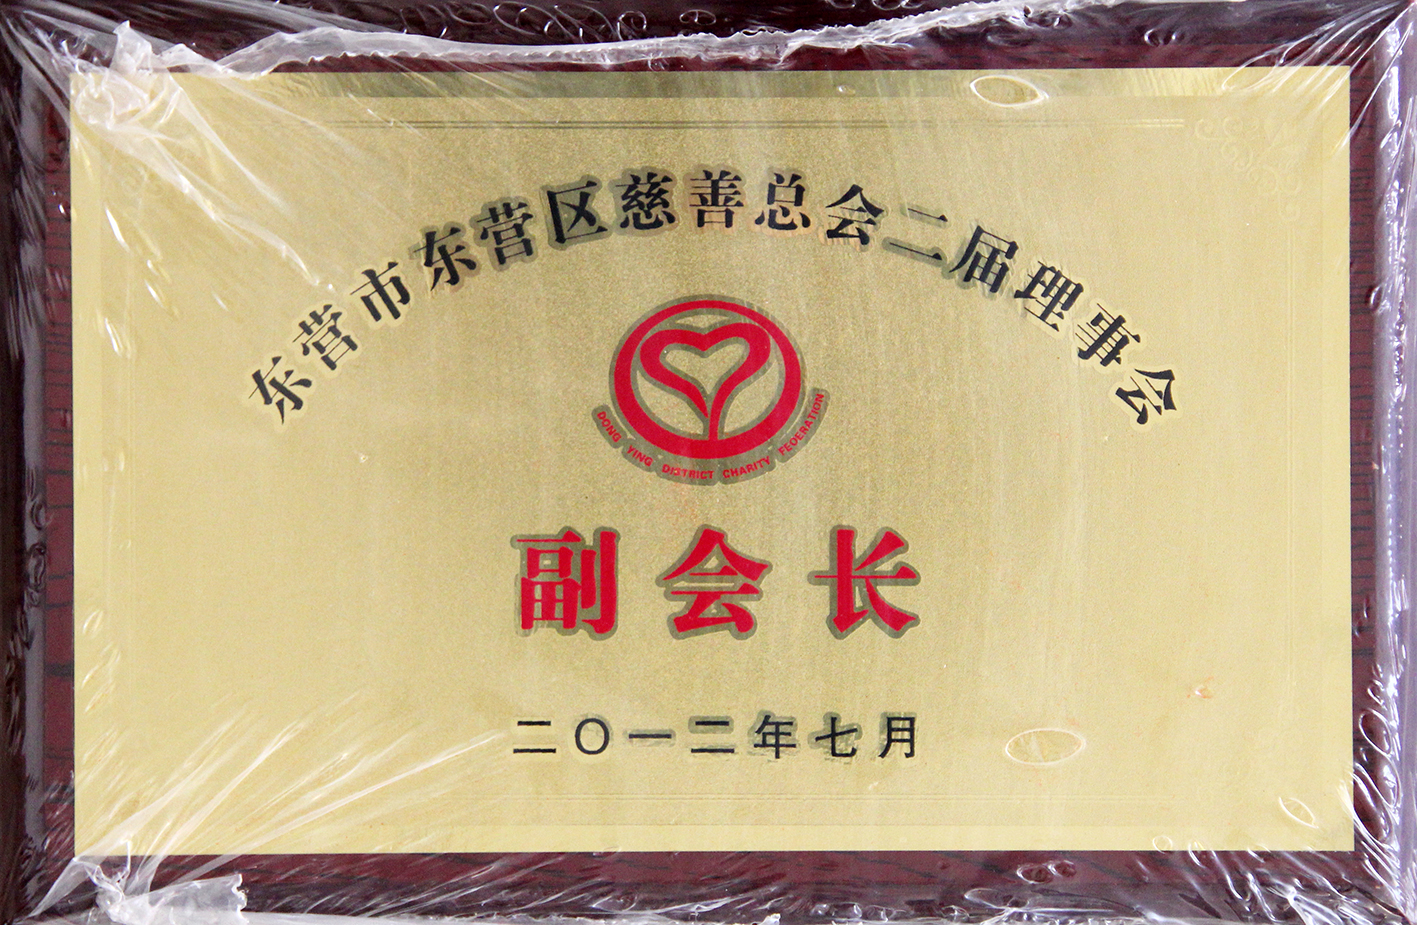 东营市东营区慈善总会二届理事会
DONG YING DISTRICT CHARITY FEDERATION
副会长
二〇一二年七月